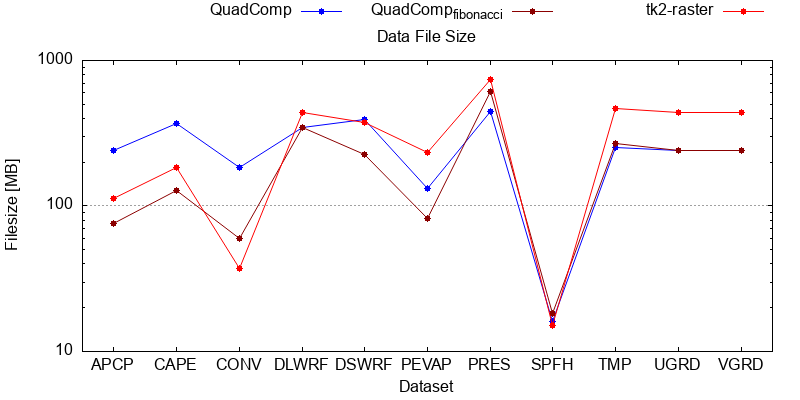 QuadComp QuadComp fibonacci tk2-raster
Data File Size
1000
100
10
Filesize [MB]
APCP CAPE CONV DLWRF DSWRF PEVAP PRES SPFH TMP UGRD VGRD
Dataset